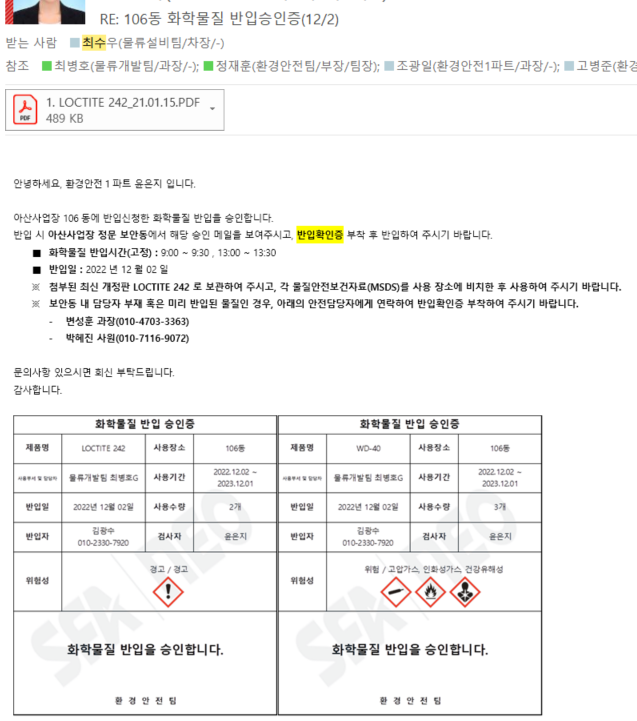 RE: 106동 화학물질 반입승인증(12/2)
받는 사람 최수우(물류설비팀/차장/-)
참조 최병호(물류개발팀/과장/-); 정재훈(환경안전팀/부장/팀장); 조광일(환경안전1파트/과장/-); 고병준(환경
1. LOCTITE 242_21.01.15.PDF
489 KB
안녕하세요, 환경안전 1 파트 윤은지 입니다.
아산사업장 106 동에 반입신청한 화학물질 반입을 승인합니다.
반입 시 아산사업장 정문 보안동에서 해당 승인 메일을 보여주시고, 반입확인증 부착 후 반입하여 주시기 바랍니다.
■ 화학물질 반입시간(고정) : 9:00 ~ 9:30 , 13:00 ~ 13:30
■ 반입일 : 2022 년 12 월 02 일
※ 첨부된 최신 개정판 LOCTITE 242 로 보관하여 주시고, 각 물질안전보건자료(MSDS)를 사용 장소에 비치한 후 사용하여 주시기 바랍니다.
※ 보안동 내 담당자 부재 혹은 미리 반입된 물질인 경우, 아래의 안전담당자에게 연락하여 반입확인증 부착하여 주시기 바랍니다.
- 변성훈 과장(010-4703-3363)
- 박혜진 사원(010-7116-9072)
문의사항 있으시면 회신 부탁드립니다.
감사합니다.
화학물질 반입 승인증 화학물질 반입 승인증
제품명 LOCTITE 242 사용장소 106동 제품명 WD-40 사용장소 106동
사용부서 및 담당자 물류개발팀 최병호G 사용기간 2022.12.02 ~ 2023.12.01 사용부서 및 담당자 물류개발팀 최병호G 사용기간 2022.12.02 ~ 2023.12.01
반입일 2022년 12월 02일 사용수량 2개 반입일 2022년 12월 02일 사용수량 3개
반입자 김광수 010-2330-7920 검사자 윤은지 반입자 김광수 010-2330-7920 검사자 윤은지
위험성 경고 / 경고 위험성 위험 / 고압가스, 인화성가스, 건강유해성
화학물질 반입을 승인합니다. 화학물질 반입을 승인합니다.
환 경 안 전 팀 환 경 안 전 팀
SFA NEO SFA NEO